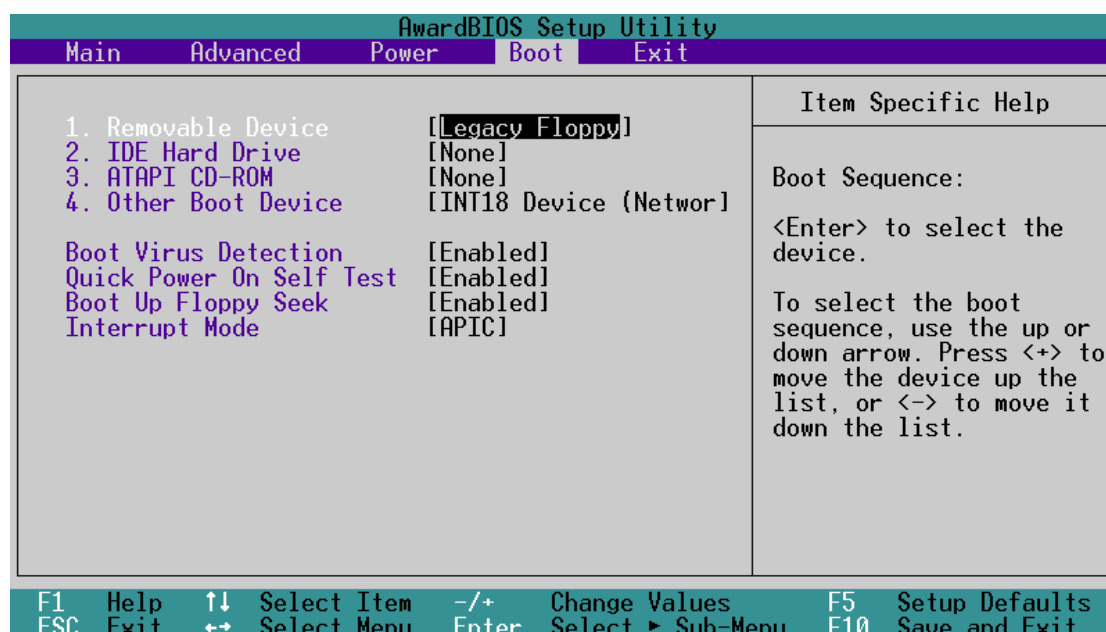 AwardBIOS Setup Utility
Main Advanced Power Boot Exit
1. Removable Device [Legacy Floppy]
2. IDE Hard Drive [None]
3. ATAPI CD-ROM [None]
4. Other Boot Device [INT18 Device (Networ]
Boot Virus Detection [Enabled]
Quick Power On Self Test [Enabled]
Boot Up Floppy Seek [Enabled]
Interrupt Mode [APIC]
Item Specific Help
Boot Sequence:
<Enter> to select the
device.
To select the boot
sequence, use the up or
down arrow. Press <+> to
move the device up the
list, or <-> to move it
down the list.
F1 Help ↑↓ Select Item -/+ Change Values F5 Setup Defaults
ESC Exit ←→ Select Menu Enter Select ► Sub-Menu F10 Save and Exit